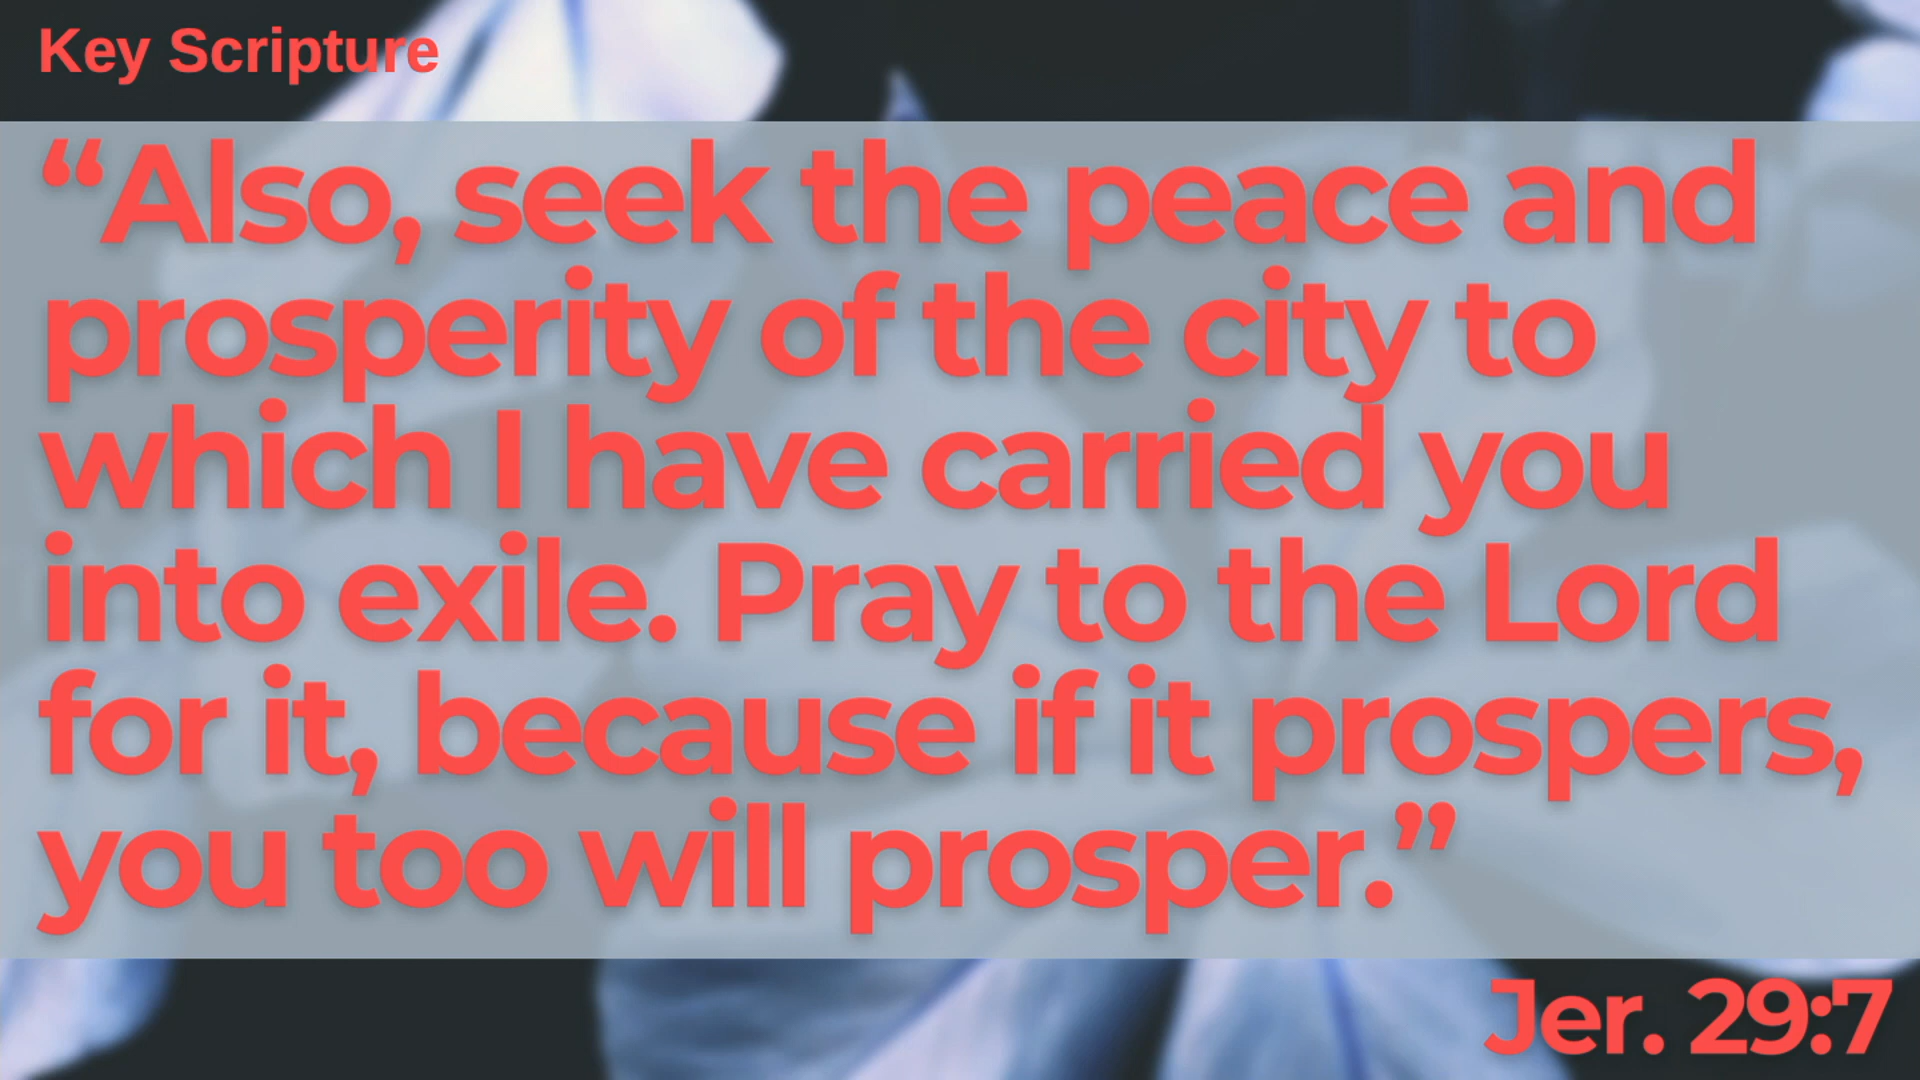 Key Scripture
“Also, seek the peace and
prosperity of the city to
which I have carried you
into exile. Pray to the Lord
for it, because if it prospers,
you too will prosper.”
Jer. 29:7